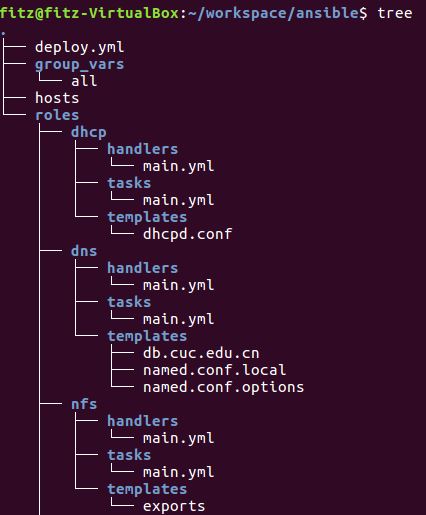 fitz@fitz-VirtualBox:~/workspace/ansible$ tree
.
├── deploy.yml
├── group_vars
│   └── all
├── hosts
└── roles
    ├── dhcp
    │   ├── handlers
    │   │   └── main.yml
    │   ├── tasks
    │   │   └── main.yml
    │   └── templates
    │       └── dhcpd.conf
    ├── dns
    │   ├── handlers
    │   │   └── main.yml
    │   ├── tasks
    │   │   └── main.yml
    │   └── templates
    │       ├── db.cuc.edu.cn
    │       ├── named.conf.local
    │       └── named.conf.options
    ├── nfs
    │   ├── handlers
    │   │   └── main.yml
    │   ├── tasks
    │   │   └── main.yml
    │   └── templates
    │       └── exports